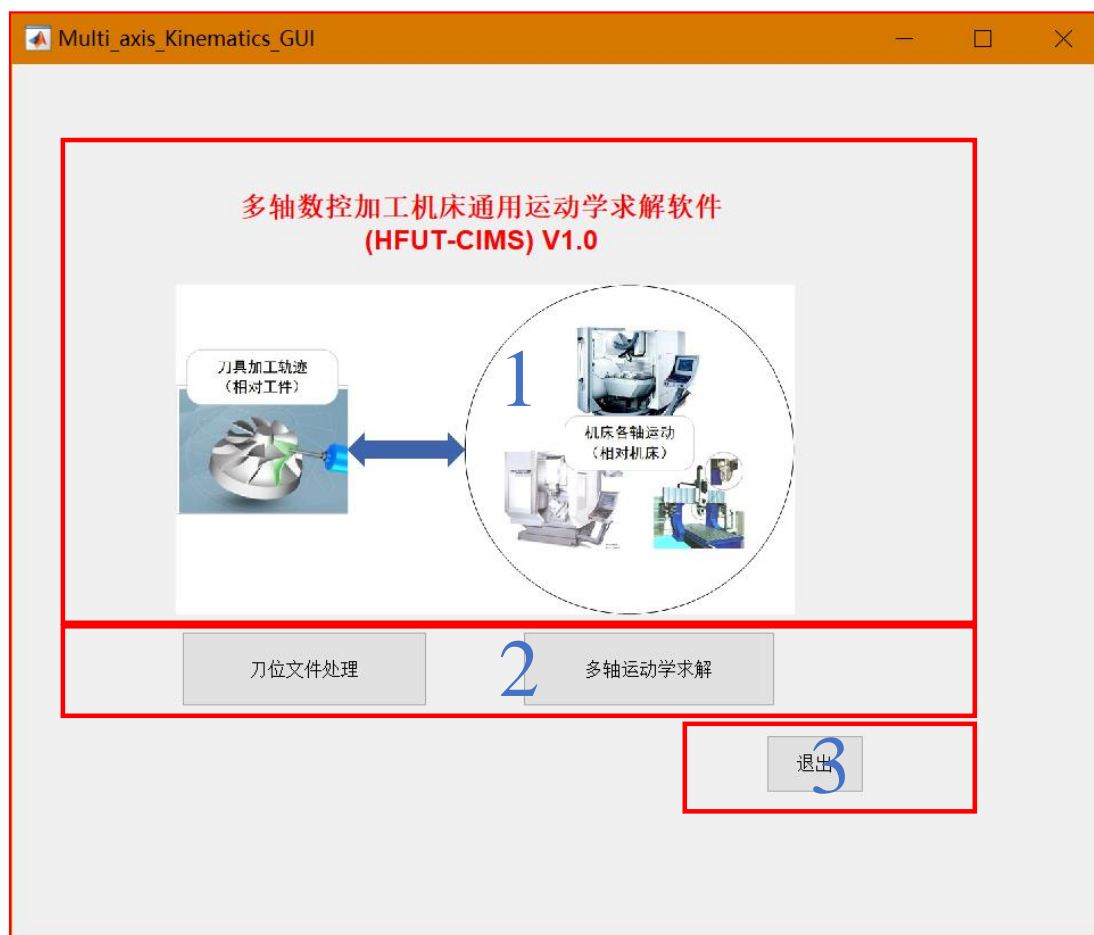 Multi_axis_Kinematics_GUI
多轴数控加工机床通用运动学求解软件
(HFUT-CIMS) V1.0
1
刀具加工轨迹
（相对工件）
机床各轴运动
（相对机床）
刀位文件处理
2
多轴运动学求解
退出
3